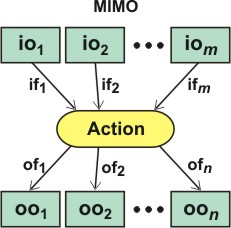 MIMO
io1 io2 ••• iom
if1 if2 ifm
Action
of1 of2 ofn
oo1 oo2 ••• oon